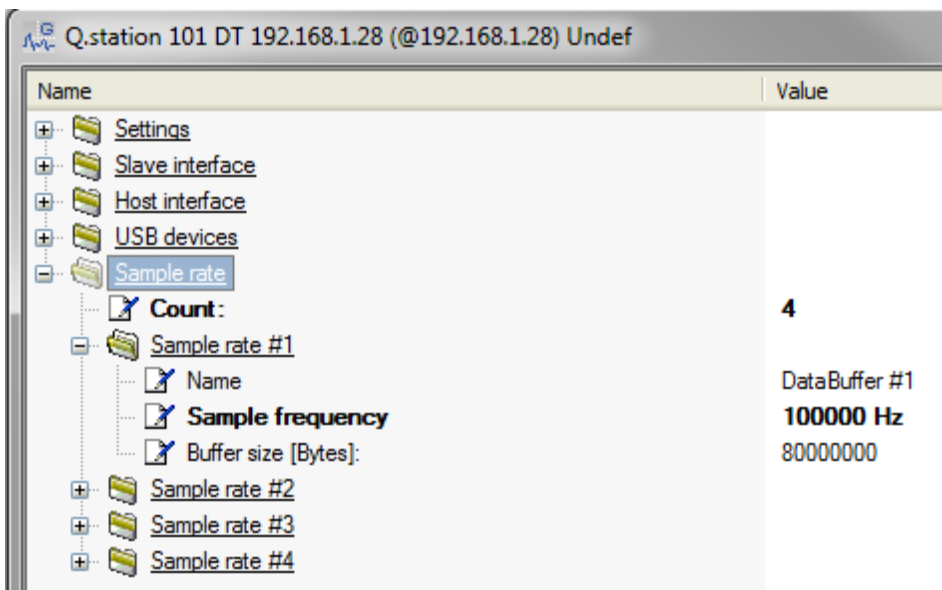 Q.station 101 DT 192.168.1.28 (@192.168.1.28) Undef
Name Value
Settings
Slave interface
Host interface
USB devices
Sample rate
Count: 4
Sample rate #1
Name DataBuffer #1
Sample frequency 100000 Hz
Buffer size [Bytes]: 80000000
Sample rate #2
Sample rate #3
Sample rate #4